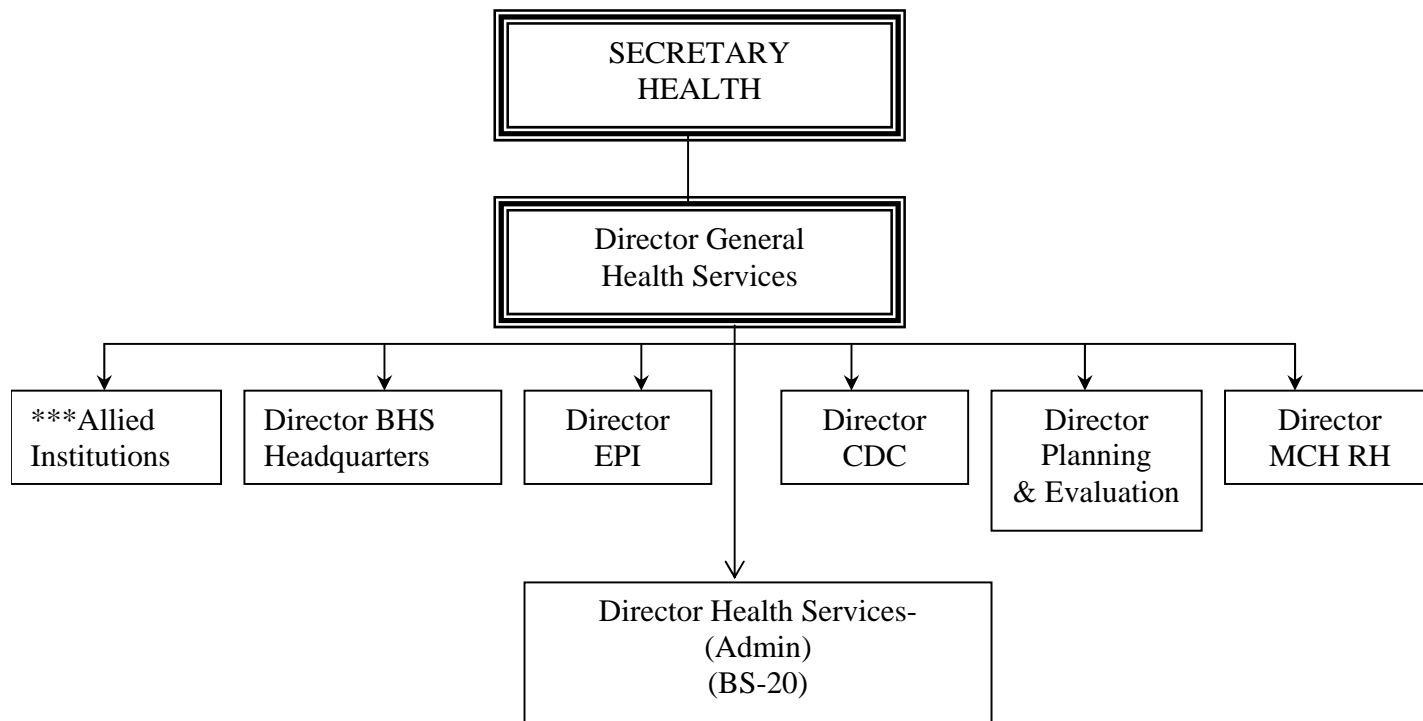 SECRETARY
HEALTH
Director General
Health Services
***Allied
Institutions
Director BHS
Headquarters
Director
EPI
Director
CDC
Director
Planning
& Evaluation
Director
MCH RH
Director Health Services-
(Admin)
(BS-20)